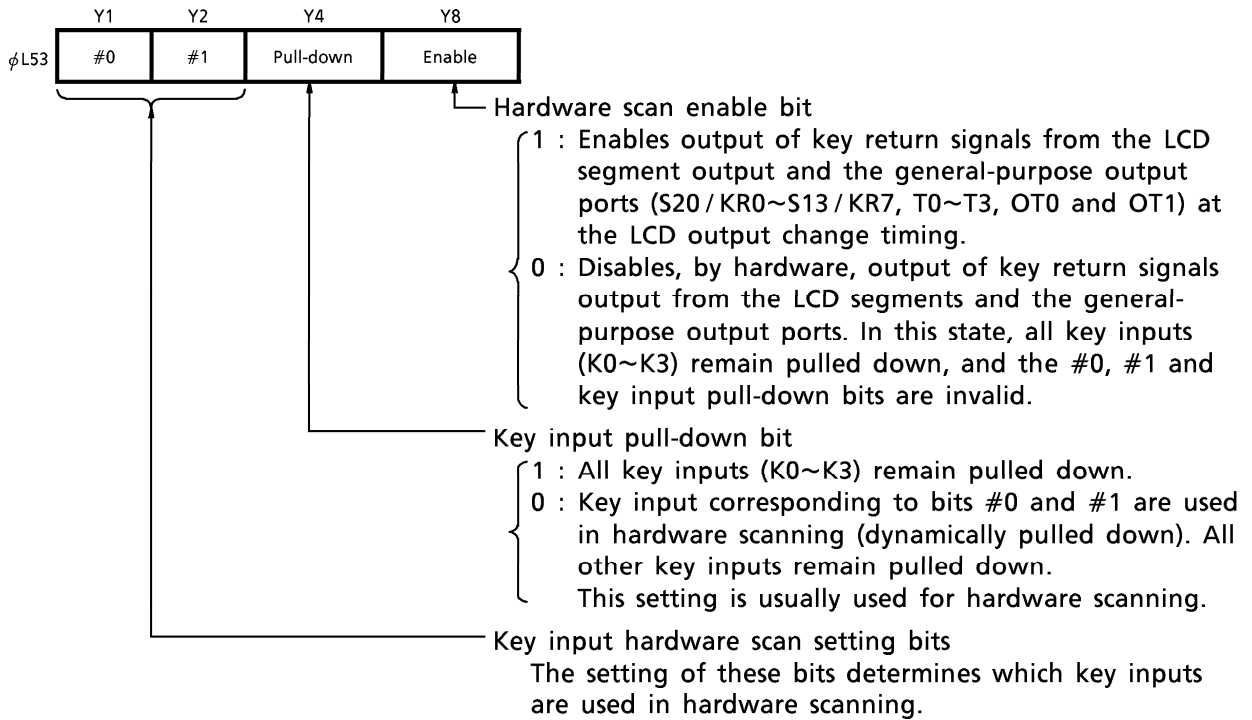 Y1 Y2 Y4 Y8
ϕL53 #0 #1 Pull-down Enable
Hardware scan enable bit
1 : Enables output of key return signals from the LCD
segment output and the general-purpose output
ports (S20 / KR0~S13 / KR7, T0~T3, OT0 and OT1) at
the LCD output change timing.
0 : Disables, by hardware, output of key return signals
output from the LCD segments and the general-
purpose output ports. In this state, all key inputs
(K0~K3) remain pulled down, and the #0, #1 and
key input pull-down bits are invalid.
Key input pull-down bit
1 : All key inputs (K0~K3) remain pulled down.
0 : Key input corresponding to bits #0 and #1 are used
in hardware scanning (dynamically pulled down). All
other key inputs remain pulled down.
This setting is usually used for hardware scanning.
Key input hardware scan setting bits
The setting of these bits determines which key inputs
are used in hardware scanning.